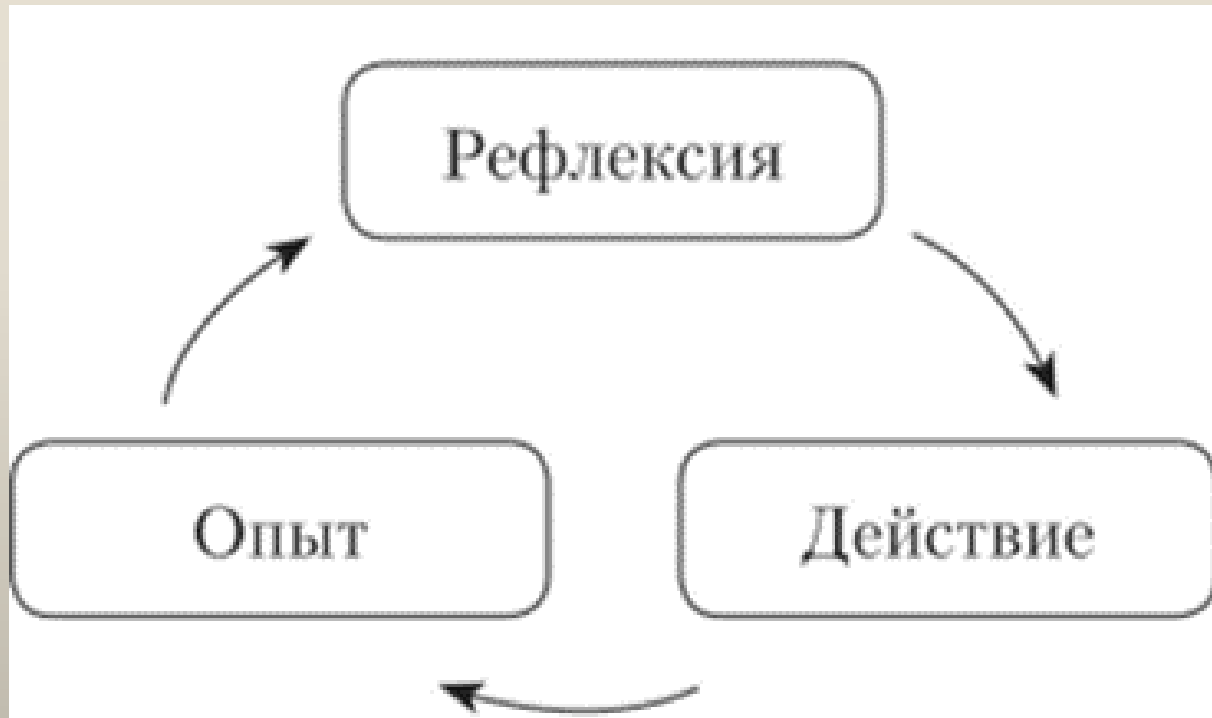 Рефлексия
Опыт
Действие